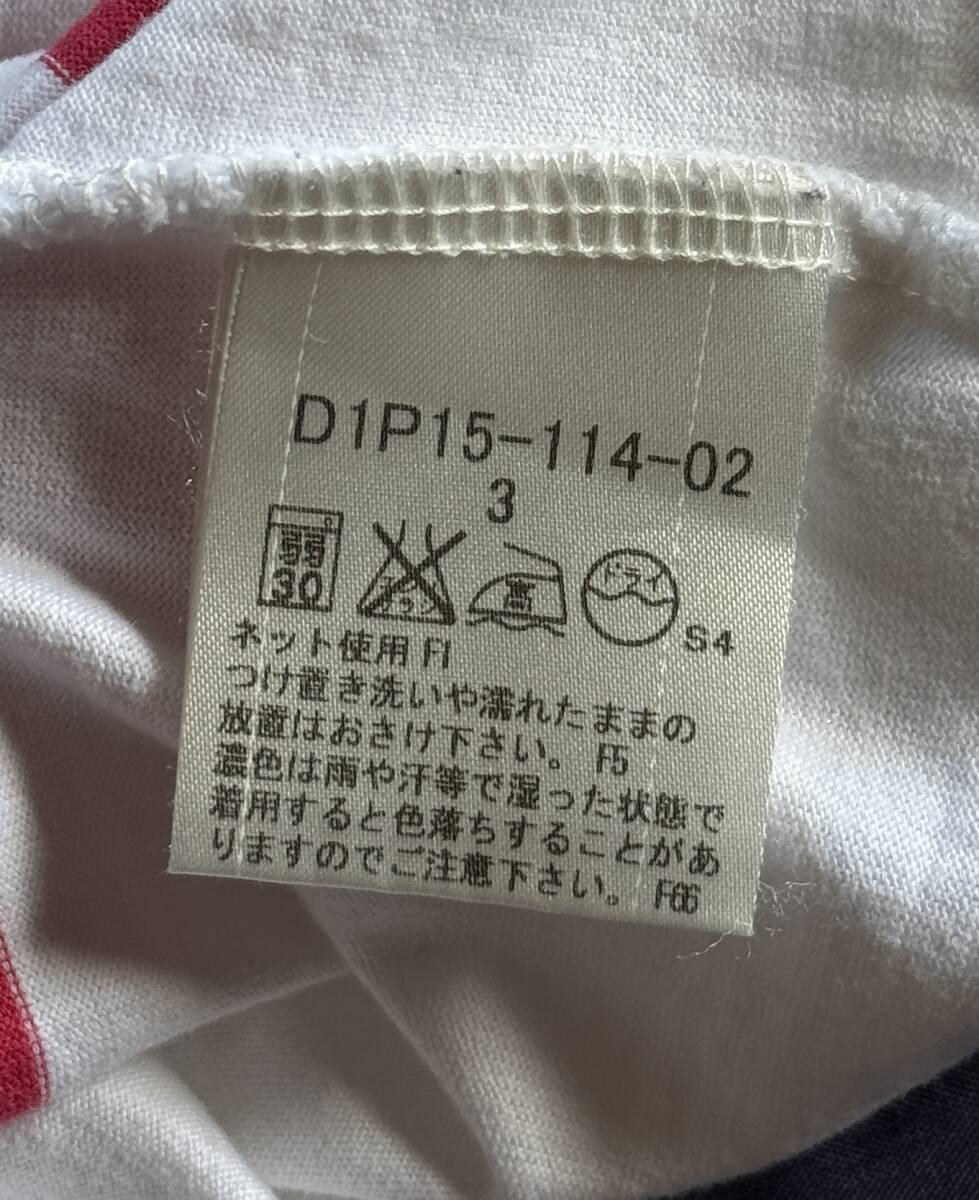 D1P15-114-02
3
弱 30 エンソ 高 ドライ S4
ネット使用 F1
つけ置き洗いや濡れたままの
放置はおさけ下さい。 F5
濃色は雨や汗等で湿った状態で
着用すると色落ちすることがあ
りますのでご注意下さい。 F66